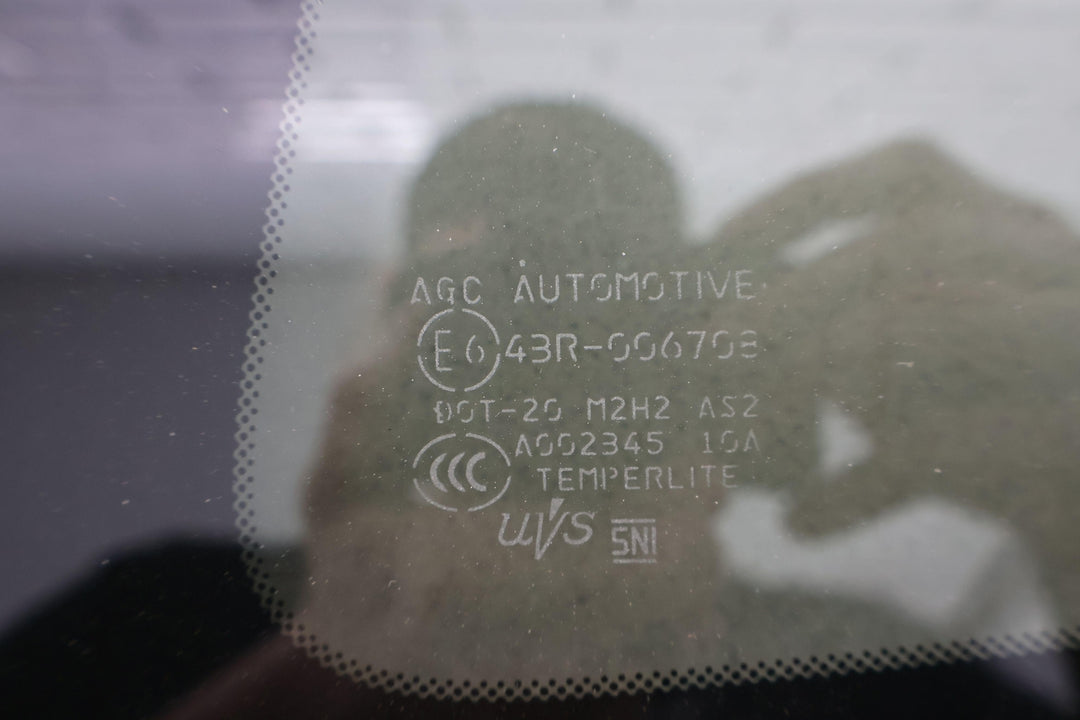 AGC AUTOMOTIVE
E6 43R-006708
DOT-20 M2H2 AS2
CCC A002345 10A
TEMPERLITE
UVS SNI